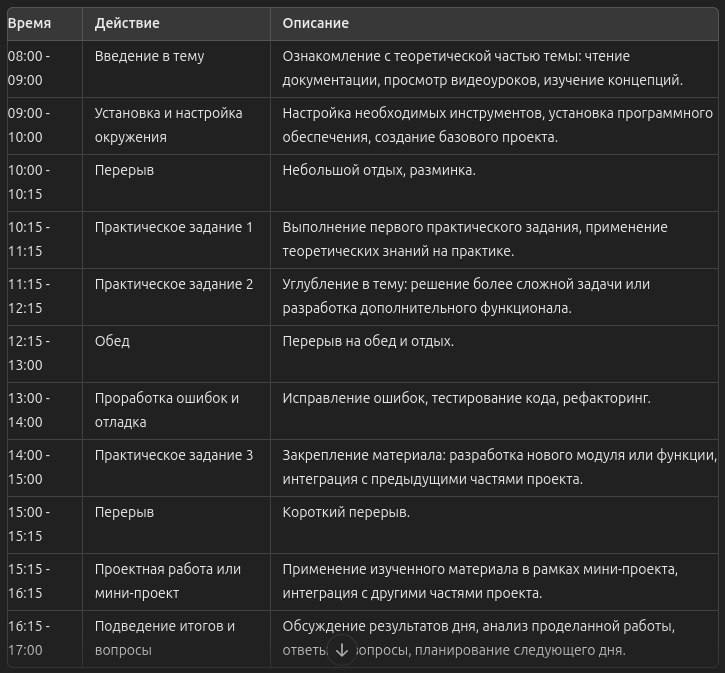 Время Действие Описание
08:00 - Введение в тему Ознакомление с теоретической частью темы: чтение
09:00 документации, просмотр видеоуроков, изучение концепций.
09:00 - Установка и настройка Настройка необходимых инструментов, установка программного
10:00 окружения обеспечения, создание базового проекта.
10:00 - Перерыв Небольшой отдых, разминка.
10:15
10:15 - Практическое задание 1 Выполнение первого практического задания, применение
11:15 теоретических знаний на практике.
11:15 - Практическое задание 2 Углубление в тему: решение более сложной задачи или
12:15 разработка дополнительного функционала.
12:15 - Обед Перерыв на обед и отдых.
13:00
13:00 - Проработка ошибок и Исправление ошибок, тестирование кода, рефакторинг.
14:00 отладка
14:00 - Практическое задание 3 Закрепление материала: разработка нового модуля или функции,
15:00 интеграция с предыдущими частями проекта.
15:00 - Перерыв Короткий перерыв.
15:15
15:15 - Проектная работа или Применение изученного материала в рамках мини-проекта,
16:15 мини-проект интеграция с другими частями проекта.
16:15 - Подведение итогов и Обсуждение результатов дня, анализ проделанной работы,
17:00 вопросы ответы вопросы, планирование следующего дня.